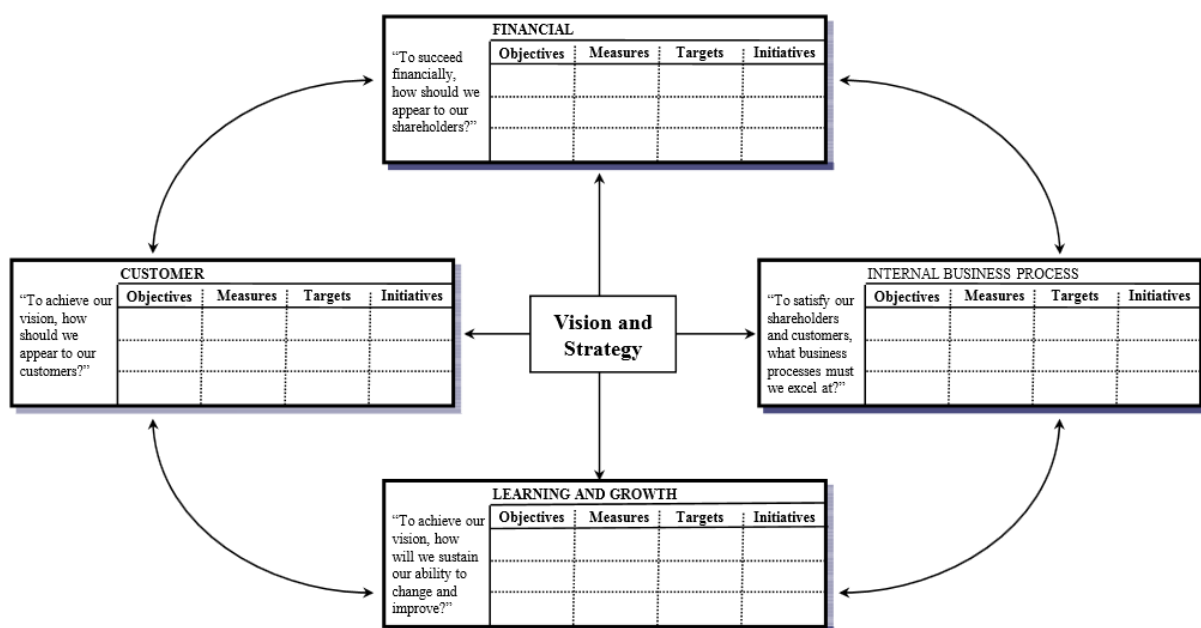 FINANCIAL
Objectives Measures Targets Initiatives
“To succeed
financially,
how should we
appear to our
shareholders?”
CUSTOMER
Objectives Measures Targets Initiatives
“To achieve our
vision, how
should we
appear to our
customers?”
Vision and
Strategy
INTERNAL BUSINESS PROCESS
Objectives Measures Targets Initiatives
“To satisfy our
shareholders
and customers,
what business
processes must
we excel at?”
LEARNING AND GROWTH
Objectives Measures Targets Initiatives
“To achieve our
vision, how
will we sustain
our ability to
change and
improve?”